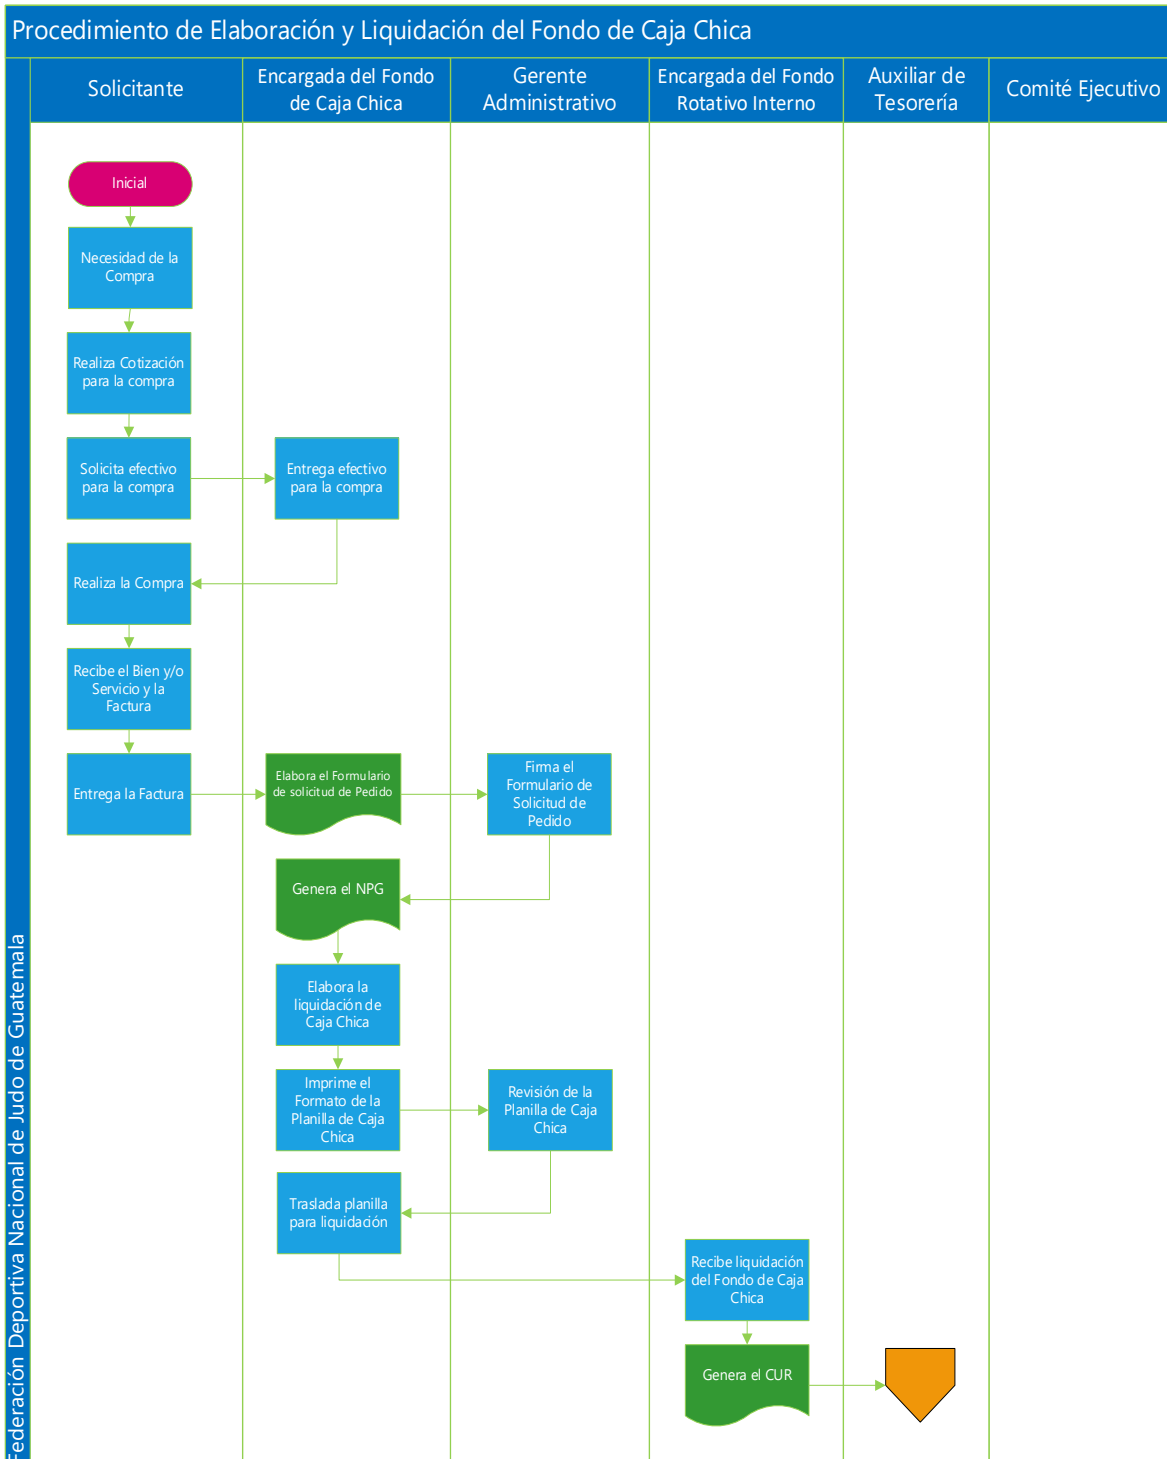 Procedimiento de Elaboración y Liquidación del Fondo de Caja Chica
Solicitante
Encargada del Fondo
de Caja Chica
Gerente
Administrativo
Encargada del Fondo
Rotativo Interno
Auxiliar de
Tesorería
Comité Ejecutivo
Federación Deportiva Nacional de Judo de Guatemala
Inicial
Necesidad de la
Compra
Realiza Cotización
para la compra
Solicita efectivo
para la compra
Entrega efectivo
para la compra
Realiza la Compra
Recibe el Bien y/o
Servicio y la
Factura
Entrega la Factura
Elabora el Formulario
de solicitud de Pedido
Firma el
Formulario de
Solicitud de
Pedido
Genera el NPG
Elabora la
liquidación de
Caja Chica
Imprime el
Formato de la
Planilla de Caja
Chica
Revisión de la
Planilla de Caja
Chica
Traslada planilla
para liquidación
Recibe liquidación
del Fondo de Caja
Chica
Genera el CUR